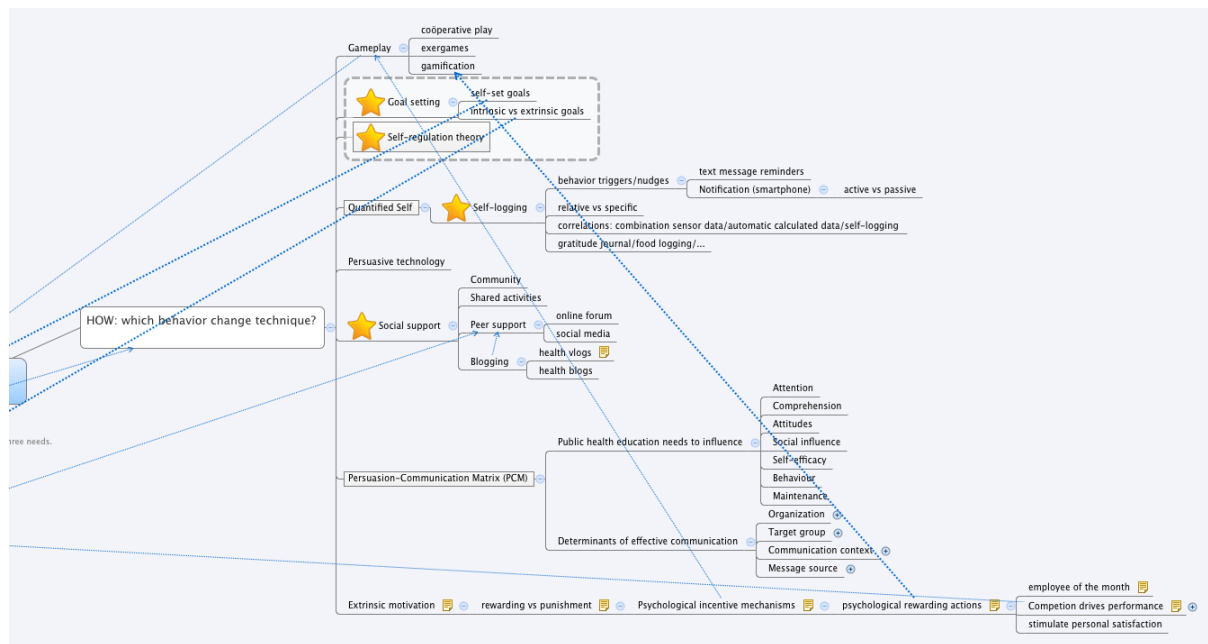 coöperative play
Gameplay
exergames
gamification
self-set goals
Goal setting
intrinsic vs extrinsic goals
Self-regulation theory
text message reminders
behavior triggers/nudges
Notification (smartphone)
active vs passive
Quantified Self
Self-logging
relative vs specific
correlations: combination sensor data/automatic calculated data/self-logging
gratitude journal/food logging/...
Persuasive technology
Community
Shared activities
HOW: which behavior change technique?
Social support
Peer support
online forum
social media
Blogging
health vlogs
health blogs
hree needs.
Attention
Comprehension
Attitudes
Public health education needs to influence
Social influence
Self-efficacy
Behaviour
Maintenance
Persuasion-Communication Matrix (PCM)
Organization
Target group
Determinants of effective communication
Communication context
Message source
employee of the month
Extrinsic motivation
rewarding vs punishment
Psychological incentive mechanisms
psychological rewarding actions
Competion drives performance
stimulate personal satisfaction